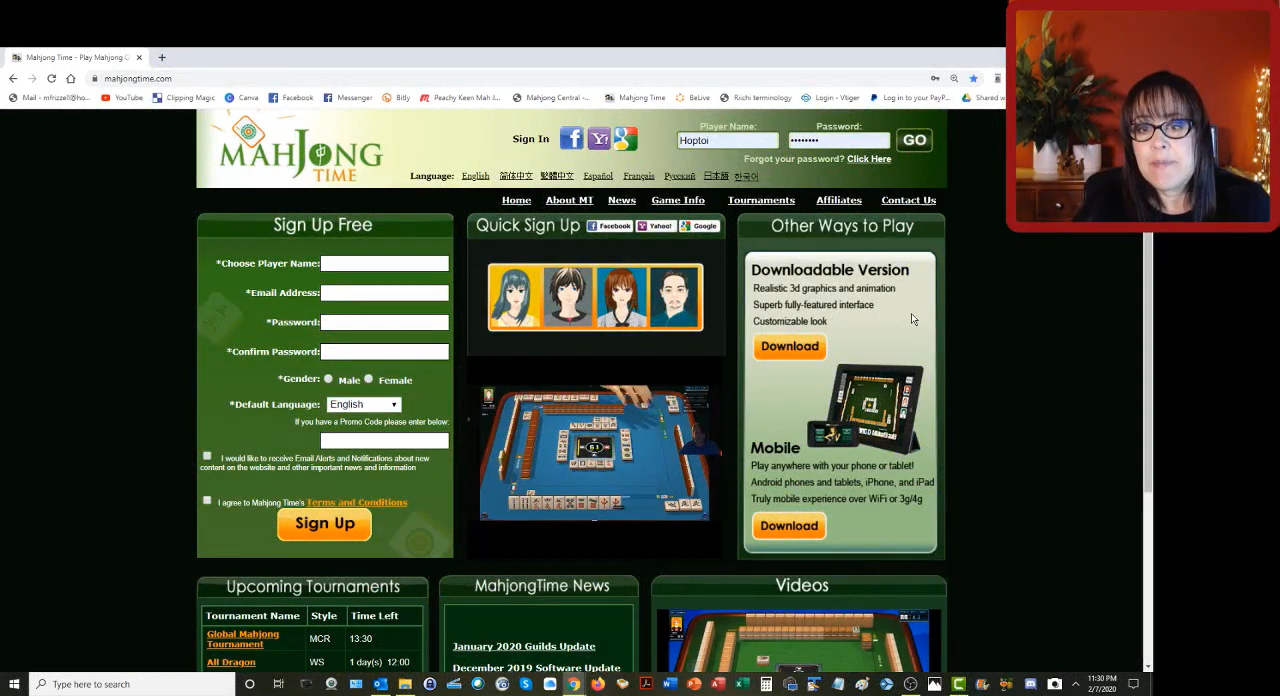 Mahjong Time - Play Mahjong O
mahjongtime.com
Mail - mfrizzell@ho...
YouTube
Clipping Magic
Canva
Facebook
Messenger
Bitly
Peachy Keen Mah J...
Mahjong Central -...
Mahjong Time
BeLive
Riichi terminology
Login - Vtiger
Log in to your PayP...
Shared w
MAHJONG
TIME
Sign In
Player Name:
Password:
Hoptoi
••••••••
GO
Forgot your password? Click Here
Language: English 简体中文 繁體中文 Español Français Русский 日本語 한국어
Home About MT News Game Info Tournaments Affiliates Contact Us
Sign Up Free
*Choose Player Name:
*Email Address:
*Password:
*Confirm Password:
*Gender: Male Female
*Default Language: English
If you have a Promo Code please enter below:
I would like to receive Email Alerts and Notifications about new
content on the website and other important news and information
I agree to Mahjong Time's Terms and Conditions
Sign Up
Quick Sign Up Facebook Yahoo! Google
Other Ways to Play
Downloadable Version
Realistic 3d graphics and animation
Superb fully-featured interface
Customizable look
Download
Mobile
Play anywhere with your phone or tablet!
Android phones and tablets, iPhone, and iPad
Truly mobile experience over WiFi or 3g/4g
Download
Upcoming Tournaments
Tournament Name Style Time Left
Global Mahjong
Tournament
MCR 13:30
All Dragon WS 1 day(s) 12:00
MahjongTime News
January 2020 Guilds Update
December 2019 Software Update
Videos
Type here to search
11:30 PM
2/7/2020